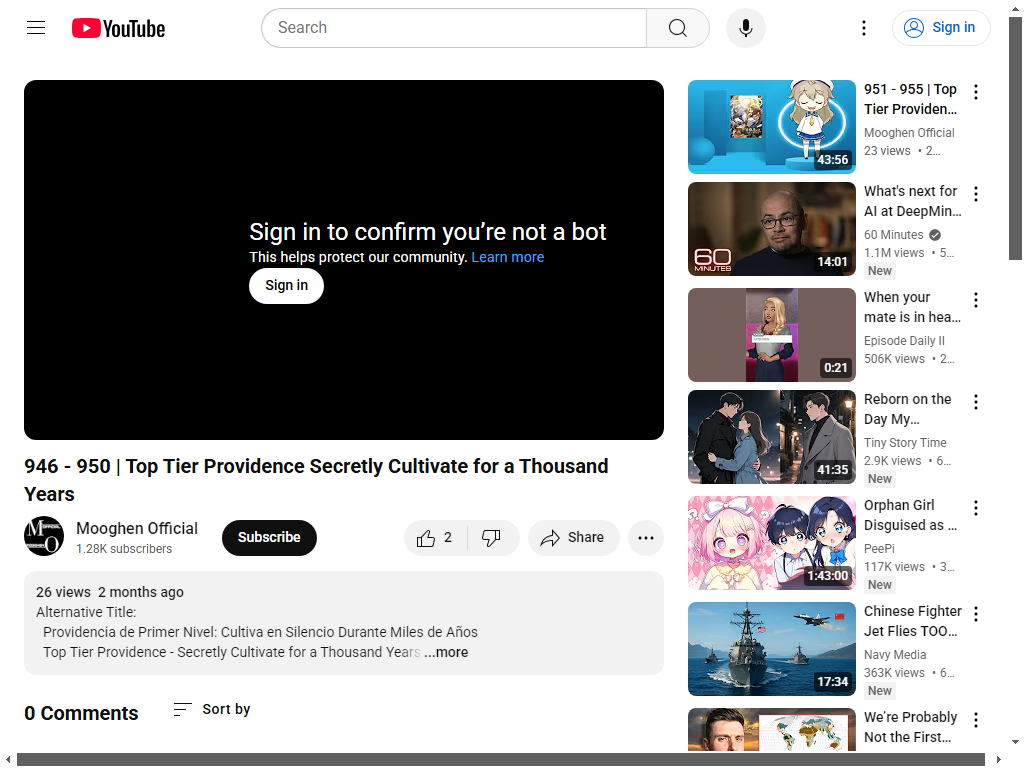 YouTube
Search
Sign in
Sign in to confirm you're not a bot
This helps protect our community. Learn more
Sign in
946 - 950 | Top Tier Providence Secretly Cultivate for a Thousand
Years
Mooghen Official
1.28K subscribers
Subscribe
2
Share
26 views 2 months ago
Alternative Title:
Providencia de Primer Nivel: Cultiva en Silencio Durante Miles de Años
Top Tier Providence - Secretly Cultivate for a Thousand Years ...more
0 Comments
Sort by
43:56
951 - 955 | Top
Tier Providen...
Mooghen Official
23 views • 2...
60
MINUTES
14:01
What's next for
AI at DeepMin...
60 Minutes
1.1M views • 5...
New
0:21
When your
mate is in hea...
Episode Daily II
506K views • 2...
41:35
Reborn on the
Day My...
Tiny Story Time
2.9K views • 6...
New
1:43:00
Orphan Girl
Disguised as ...
PeePi
117K views • 3...
New
17:34
Chinese Fighter
Jet Flies TOO...
Navy Media
363K views • 6...
New
We're Probably
Not the First...